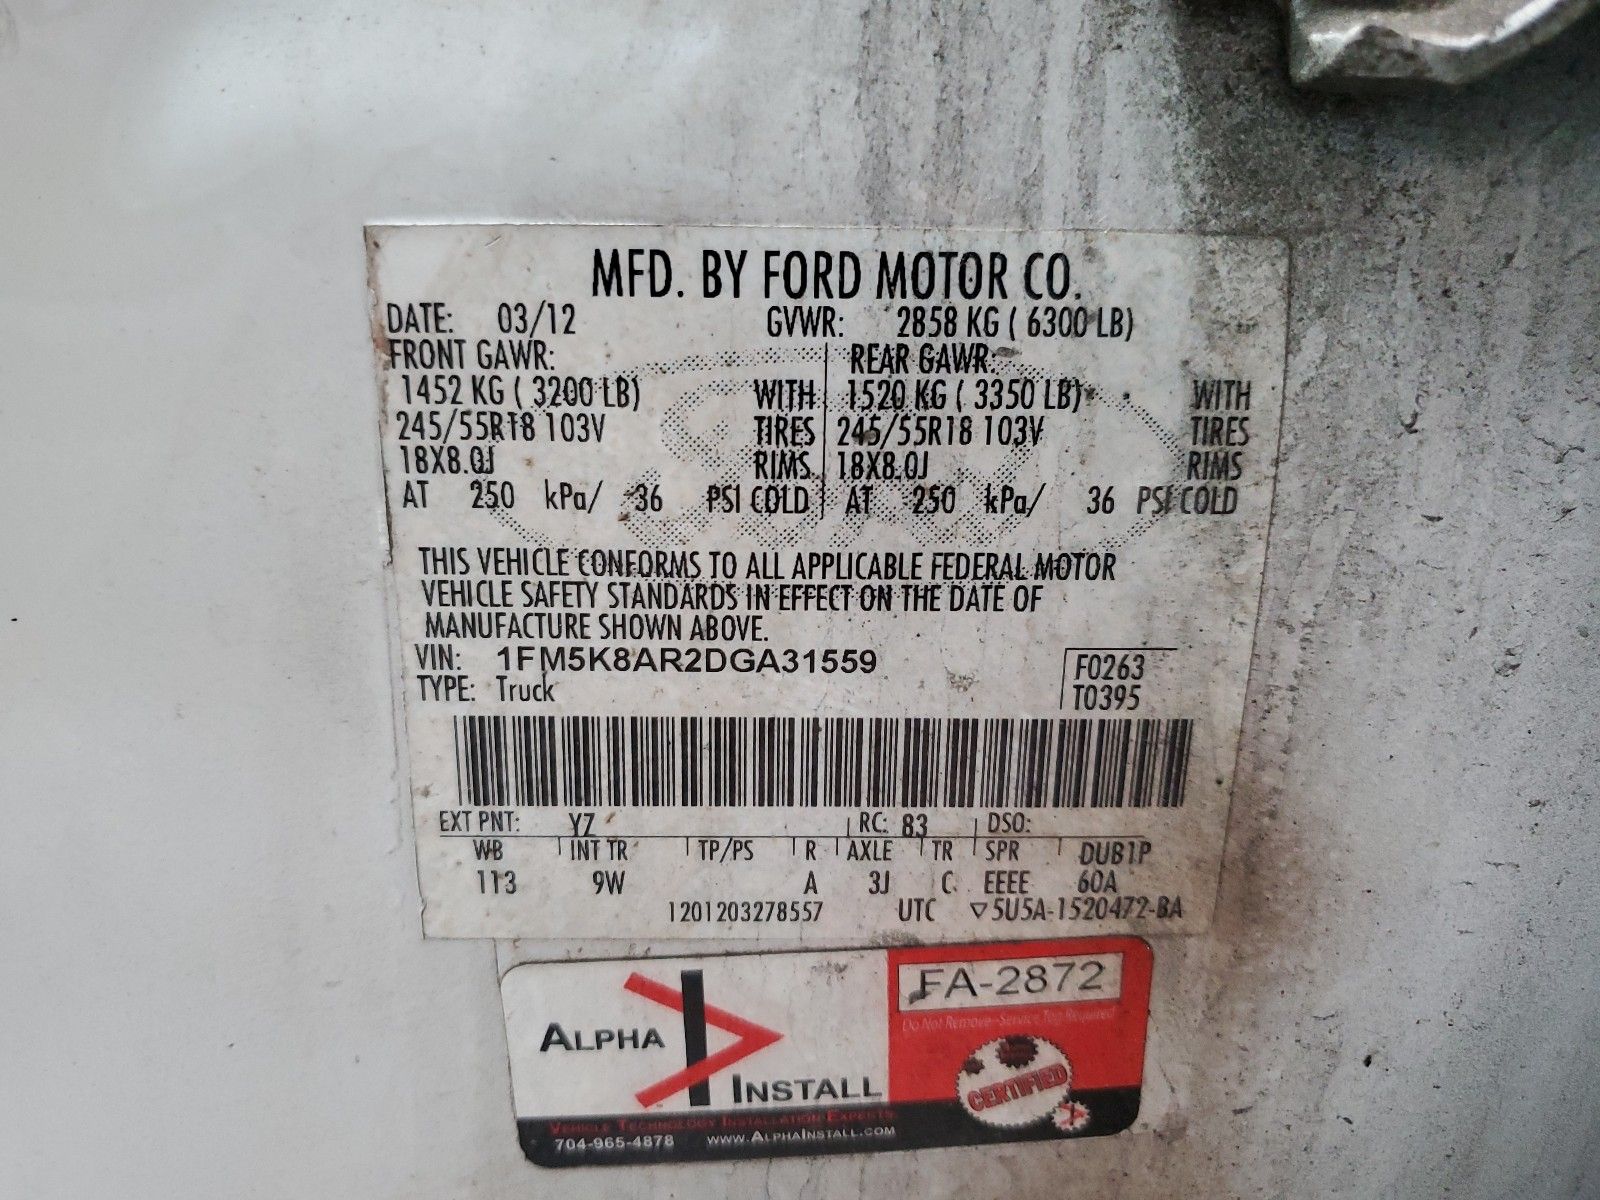 MFD. BY FORD MOTOR CO.
DATE: 03/12 GVWR: 2858 KG ( 6300 LB)
FRONT GAWR: REAR GAWR:
1452 KG ( 3200 LB) WITH 1520 KG ( 3350 LB) WITH
245/55R18 103V TIRES 245/55R18 103V TIRES
18X8.0J RIMS 18X8.0J RIMS
AT 250 kPa/ 36 PSI COLD AT 250 kPa/ 36 PSI COLD
THIS VEHICLE CONFORMS TO ALL APPLICABLE FEDERAL MOTOR
VEHICLE SAFETY STANDARDS IN EFFECT ON THE DATE OF
MANUFACTURE SHOWN ABOVE.
VIN: 1FM5K8AR2DGA31559 F0263
TYPE: Truck T0395
EXT PNT: YZ RC: 83 DSO:
WB INT TR TP/PS R AXLE TR SPR DUB1P
113 9W A 3J C EEEE 60A
1201203278557 UTC ▽5U5A-1520472-BA
FA-2872
Do Not Remove-Service Tag Required
ALPHA INSTALL
CERTIFIED
VEHICLE TECHNOLOGY INSTALLATION EXPERTS
704-965-4878 WWW.ALPHAINSTALL.COM